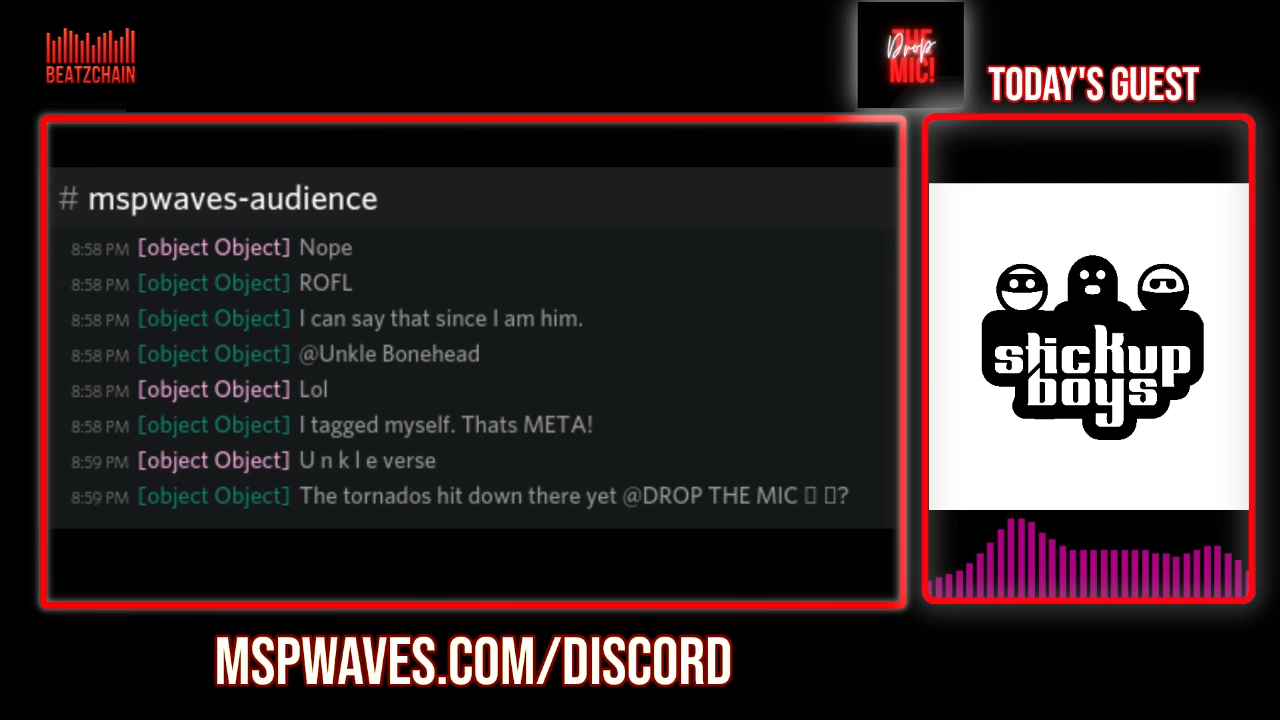 BEATZCHAIN
THE
Drop
MIC!
TODAY'S GUEST
# mspwaves-audience
8:58 PM [object Object] Nope
8:58 PM [object Object] ROFL
8:58 PM [object Object] I can say that since I am him.
8:58 PM [object Object] @Unkle Bonehead
8:58 PM [object Object] Lol
8:58 PM [object Object] I tagged myself. Thats META!
8:59 PM [object Object] U n k l e verse
8:59 PM [object Object] The tornados hit down there yet @DROP THE MIC ▯ ▯?
stickup
boys
MSPWAVES.COM/DISCORD